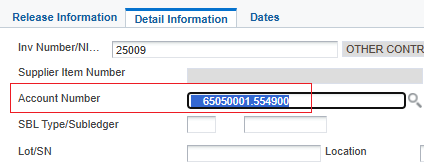 Release Information Detail Information Dates
Inv Number/NI... 25009 OTHER CONTR
Supplier Item Number
Account Number 65050001.554900
SBL Type/Subledger
Lot/SN Location